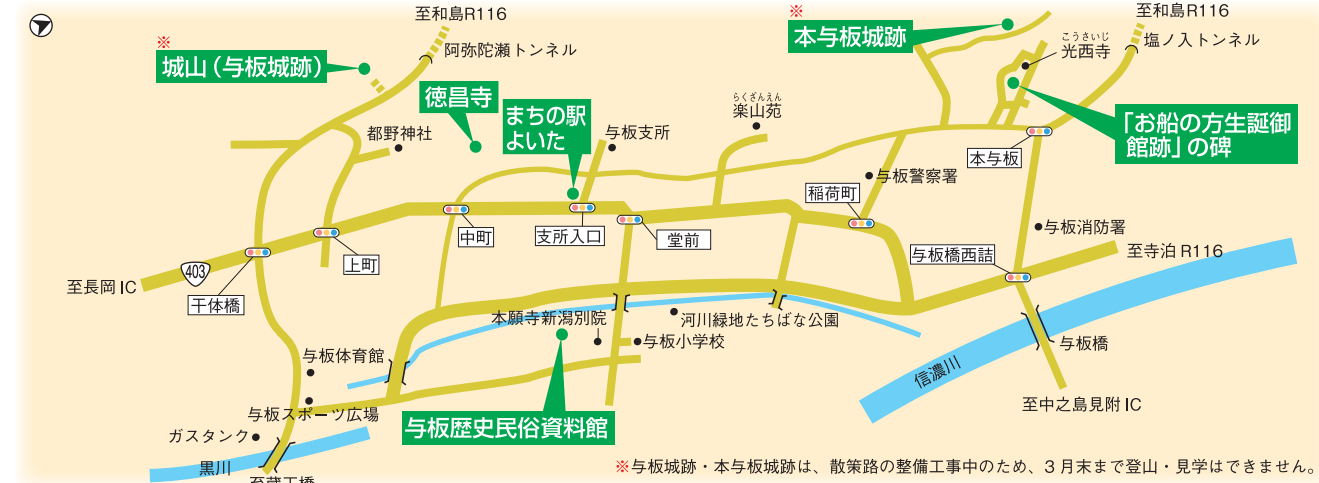 至和島R116
※
至和島R116
※
本与板城跡
こうさいじ
光西寺
塩ノ入トンネル
阿弥陀瀬トンネル
城山（与板城跡）
徳昌寺
まちの駅
よいた
らくざんえん
楽山苑
「お船の方生誕御
館跡」の碑
都野神社
与板支所
本与板
与板警察署
稲荷町
中町
支所入口
堂前
与板消防署
上町
与板橋西詰
至寺泊R116
403
至長岡IC
千体橋
本願寺新潟別院
河川緑地たちばな公園
与板小学校
与板橋
与板体育館
信濃川
与板スポーツ広場
至中之島見附IC
与板歴史民俗資料館
ガスタンク
黒川
※与板城跡・本与板城跡は、散策路の整備工事中のため、3月末まで登山・見学はできません。